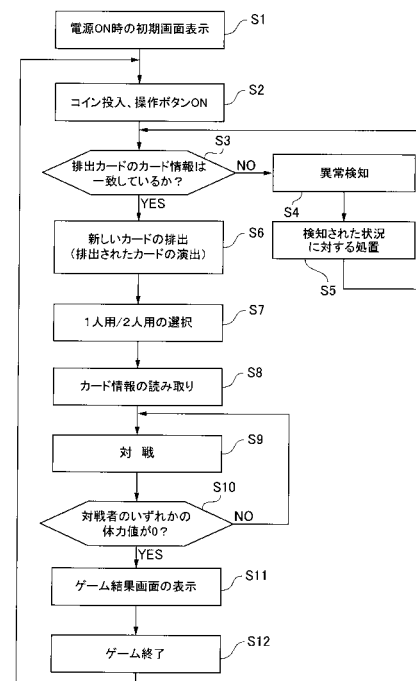 電源ON時の初期画面表示
S1
コイン投入、操作ボタンON
S2
排出カードのカード情報は
一致しているか？
S3
NO
YES
異常検知
S4
検知された状況
に対する処置
S5
新しいカードの排出
(排出されたカードの演出)
S6
1人用/2人用の選択
S7
カード情報の読み取り
S8
対　戦
S9
対戦者のいずれかの
体力値が0？
S10
NO
YES
ゲーム結果画面の表示
S11
ゲーム終了
S12